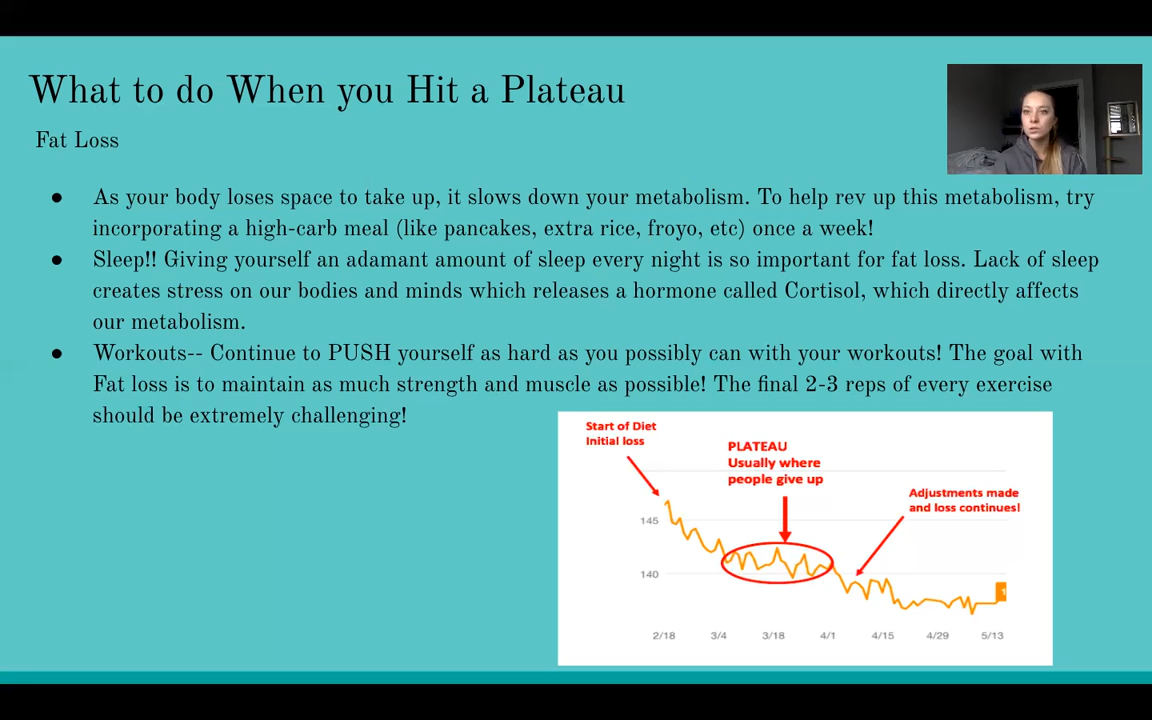 What to do When you Hit a Plateau
Fat Loss
● As your body loses space to take up, it slows down your metabolism. To help rev up this metabolism, try
incorporating a high-carb meal (like pancakes, extra rice, froyo, etc) once a week!
● Sleep!! Giving yourself an adamant amount of sleep every night is so important for fat loss. Lack of sleep
creates stress on our bodies and minds which releases a hormone called Cortisol, which directly affects
our metabolism.
● Workouts-- Continue to PUSH yourself as hard as you possibly can with your workouts! The goal with
Fat loss is to maintain as much strength and muscle as possible! The final 2-3 reps of every exercise
should be extremely challenging!
Start of Diet
Initial loss
PLATEAU
Usually where
people give up
Adjustments made
and loss continues!
145
140
1
2/18 3/4 3/18 4/1 4/15 4/29 5/13